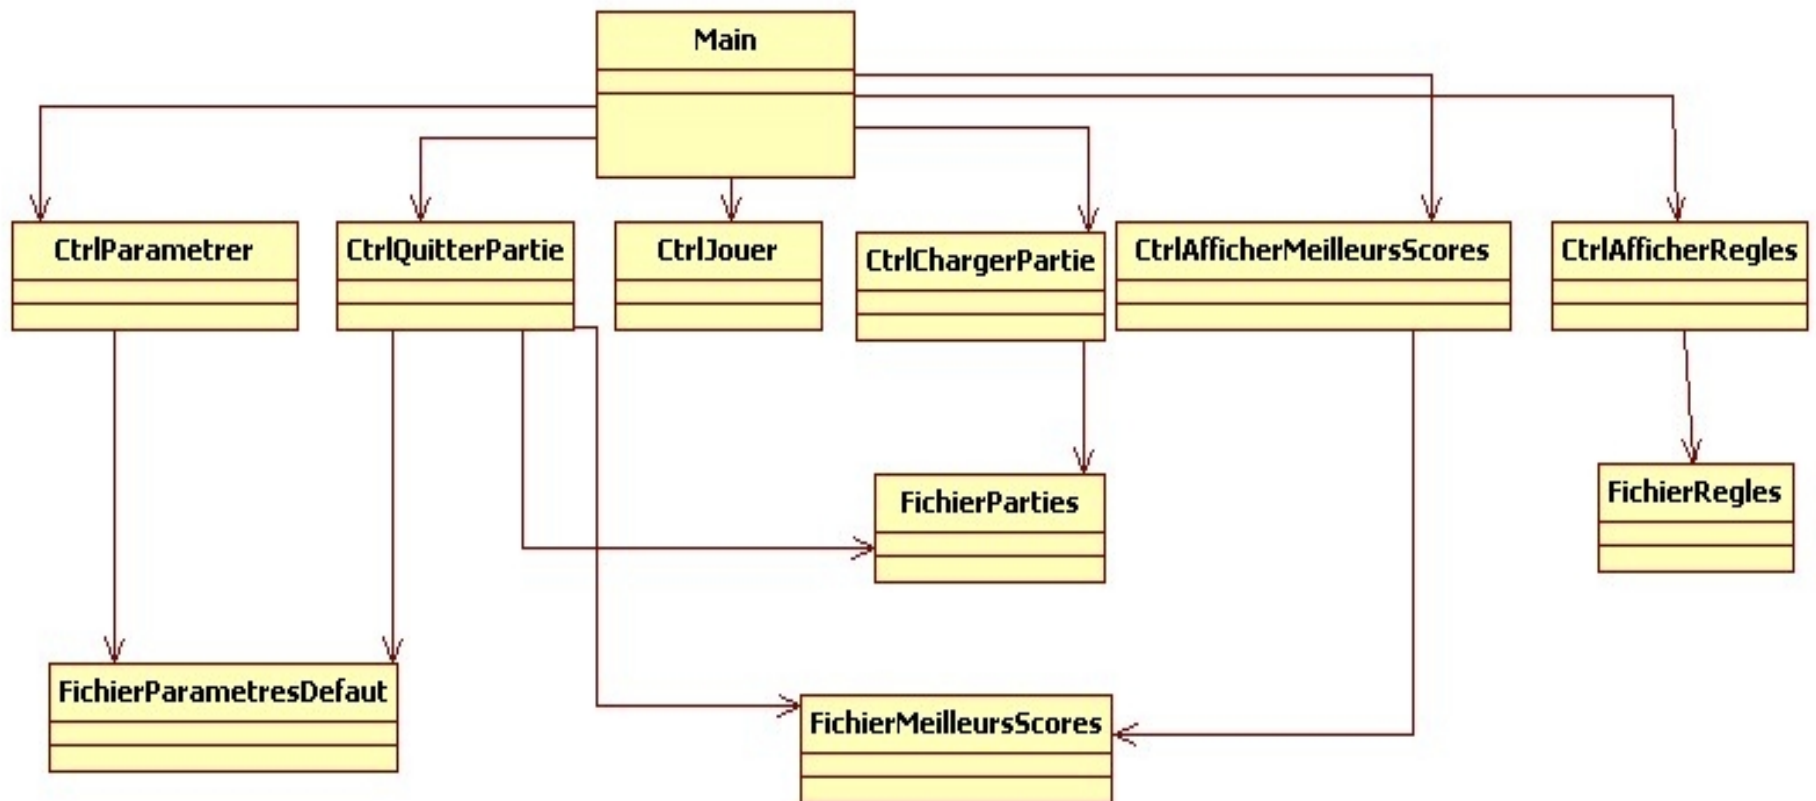 Main
CtrlParametrer
CtrlQuitterPartie
CtrlJouer
CtrlChargerPartie
CtrlAfficherMeilleursScores
CtrlAfficherRegles
FichierParties
FichierRegles
FichierParametresDefaut
FichierMeilleursScores